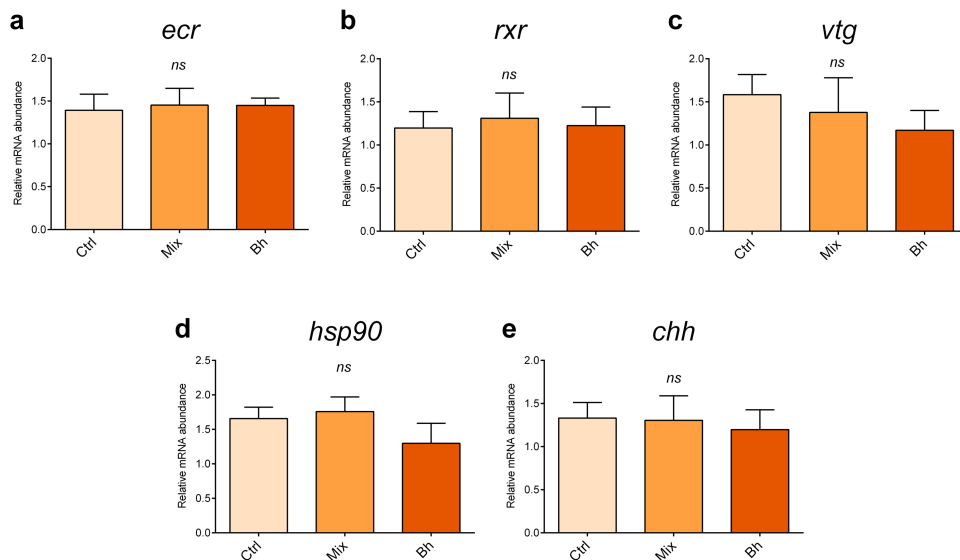 a
ecr
ns
Relative mRNA abundance
2.0
1.5
1.0
0.5
0.0
Ctrl
Mix
Bh
b
rxr
ns
Relative mRNA abundance
2.0
1.5
1.0
0.5
0.0
Ctrl
Mix
Bh
c
vtg
ns
Relative mRNA abundance
2.0
1.5
1.0
0.5
0.0
Ctrl
Mix
Bh
d
hsp90
ns
Relative mRNA abundance
2.5
2.0
1.5
1.0
0.5
0.0
Ctrl
Mix
Bh
e
chh
ns
Relative mRNA abundance
2.0
1.5
1.0
0.5
0.0
Ctrl
Mix
Bh